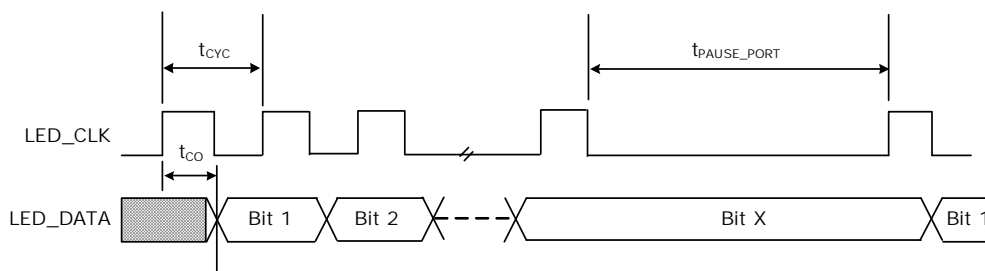 tCYC
tPAUSE_PORT
LED_CLK
tCO
LED_DATA
Bit 1
Bit 2
Bit X
Bit 1